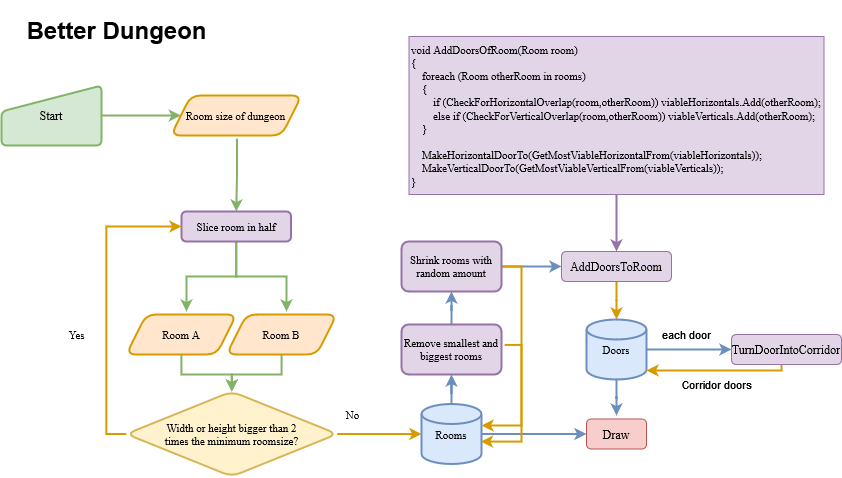 Better Dungeon
void AddDoorsOfRoom(Room room)
{
foreach (Room otherRoom in rooms)
{
if (CheckForHorizontalOverlap(room,otherRoom)) viableHorizontals.Add(otherRoom);
else if (CheckForVerticalOverlap(room,otherRoom)) viableVerticals.Add(otherRoom);
}
MakeHorizontalDoorTo(GetMostViableHorizontalFrom(viableHorizontals));
MakeVerticalDoorTo(GetMostViableVerticalFrom(viableVerticals));
}
Start
Room size of dungeon
Slice room in half
Yes
Room A
Room B
Width or height bigger than 2
times the minimum roomsize?
No
Shrink rooms with
random amount
Remove smallest and
biggest rooms
Rooms
AddDoorsToRoom
Doors
each door
TurnDoorIntoCorridor
Corridor doors
Draw